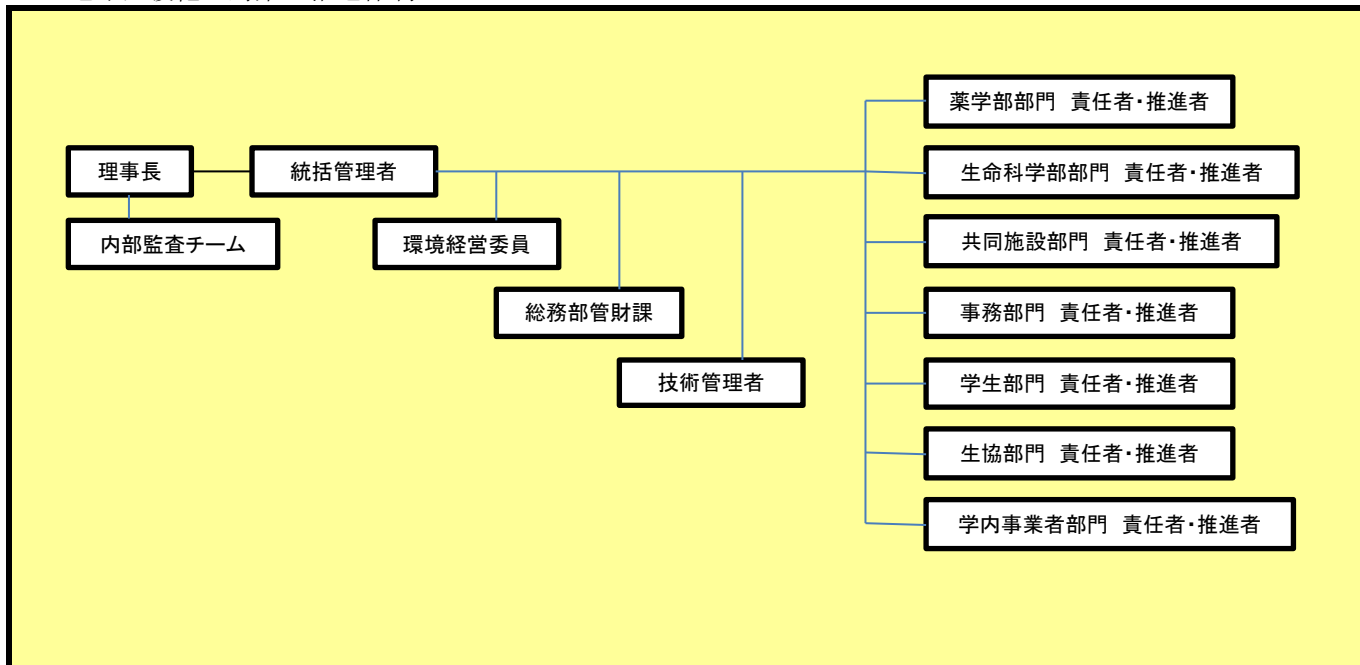 薬学部部門 責任者・推進者
理事長
統括管理者
生命科学部部門 責任者・推進者
内部監査チーム
環境経営委員
共同施設部門 責任者・推進者
総務部管財課
事務部門 責任者・推進者
技術管理者
学生部門 責任者・推進者
生協部門 責任者・推進者
学内事業者部門 責任者・推進者